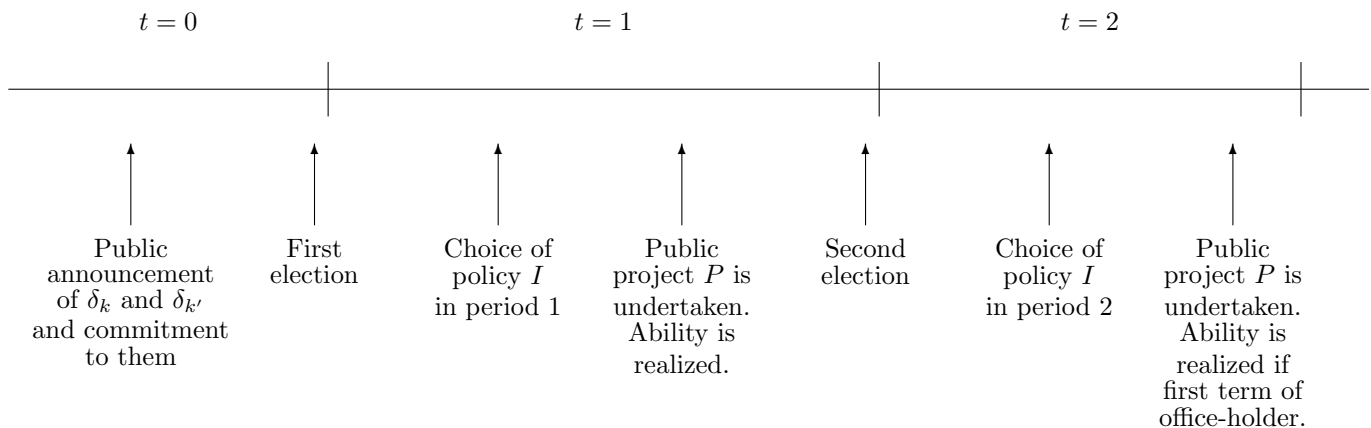 t = 0
t = 1
t = 2
Public
announcement
of δₖ and δₖ′
and commitment
to them
First
election
Choice of
policy I
in period 1
Public
project P is
undertaken.
Ability is
realized.
Second
election
Choice of
policy I
in period 2
Public
project P is
undertaken.
Ability is
realized if
first term of
office-holder.